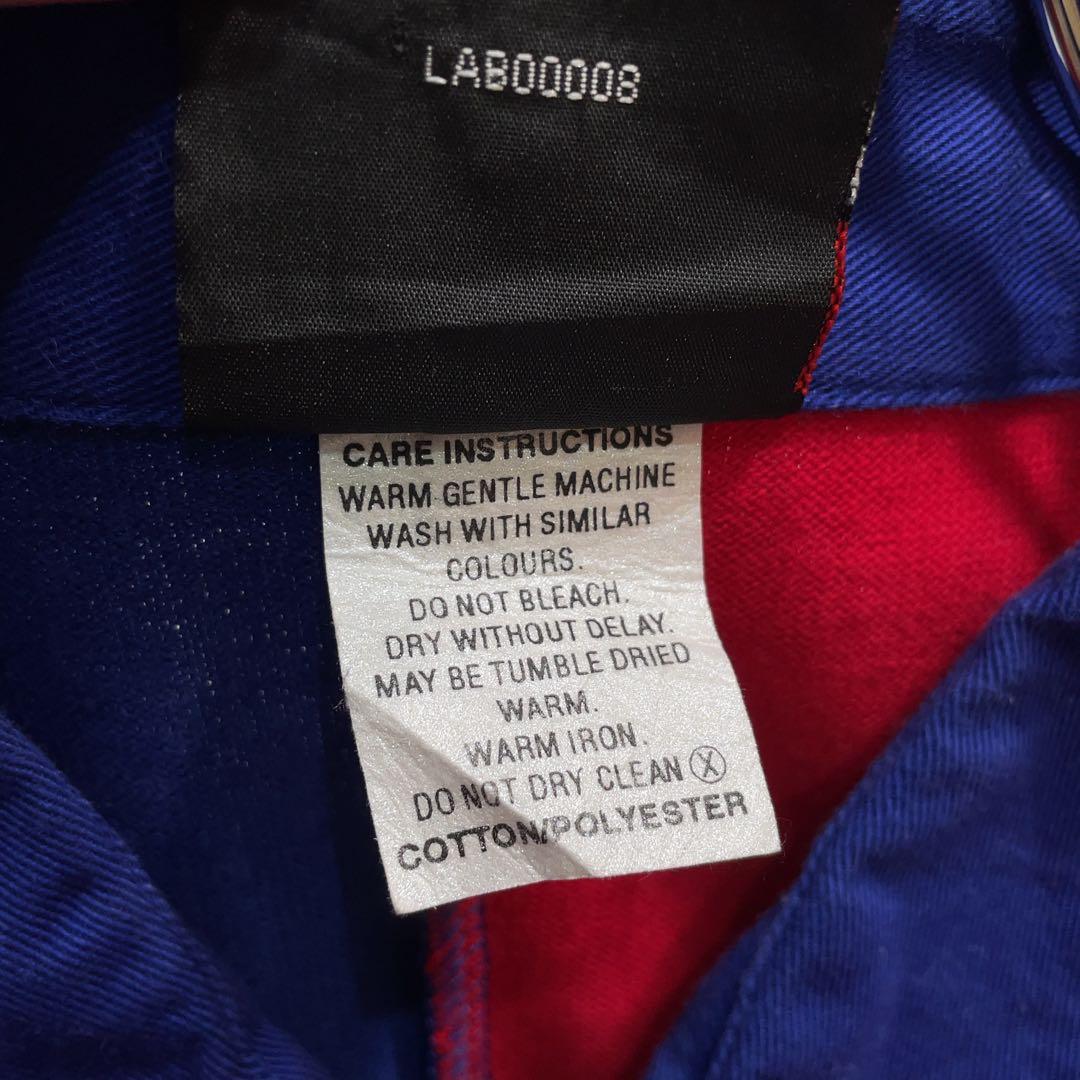 LAB00008
CARE INSTRUCTIONS
WARM GENTLE MACHINE
WASH WITH SIMILAR
COLOURS.
DO NOT BLEACH.
DRY WITHOUT DELAY.
MAY BE TUMBLE DRIED
WARM.
WARM IRON.
DO NOT DRY CLEAN Ⓧ
COTTON/POLYESTER